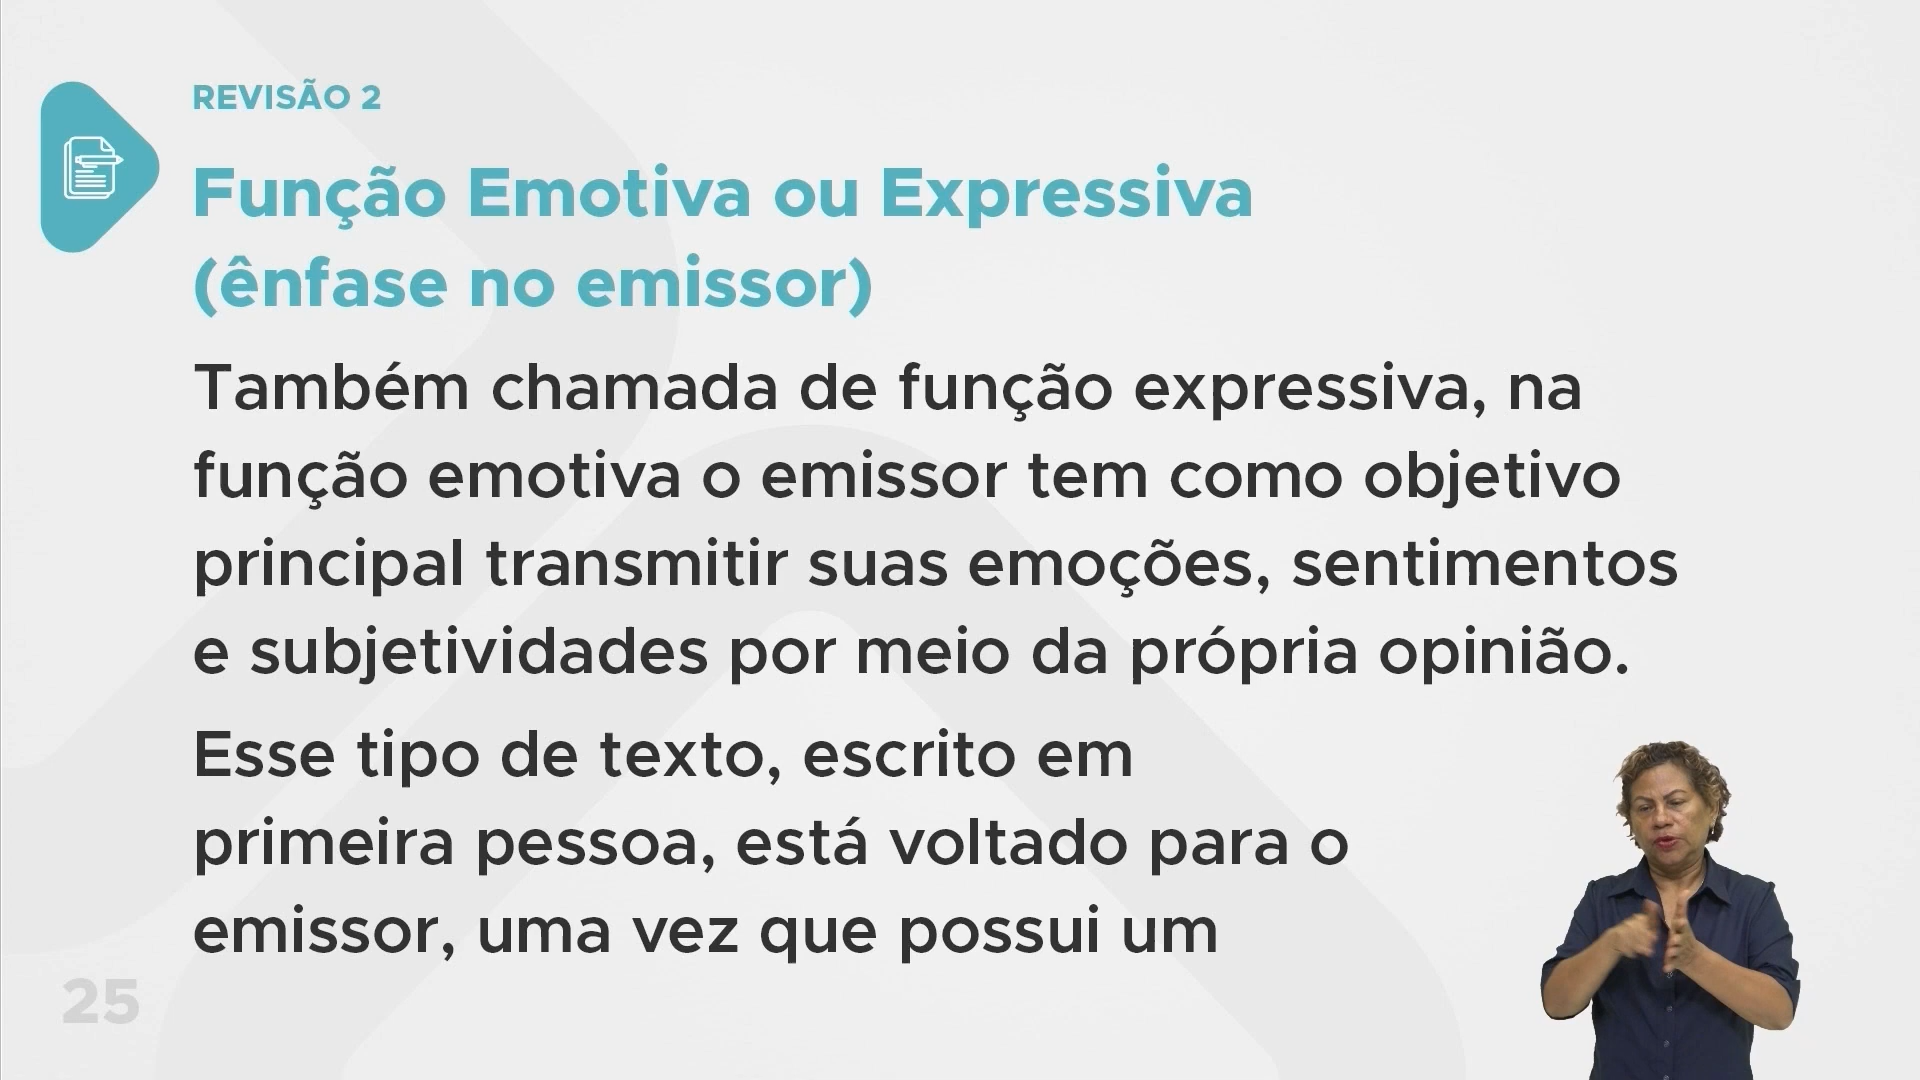 REVISÃO 2
Função Emotiva ou Expressiva
(ênfase no emissor)
Também chamada de função expressiva, na
função emotiva o emissor tem como objetivo
principal transmitir suas emoções, sentimentos
e subjetividades por meio da própria opinião.
Esse tipo de texto, escrito em
primeira pessoa, está voltado para o
emissor, uma vez que possui um
25